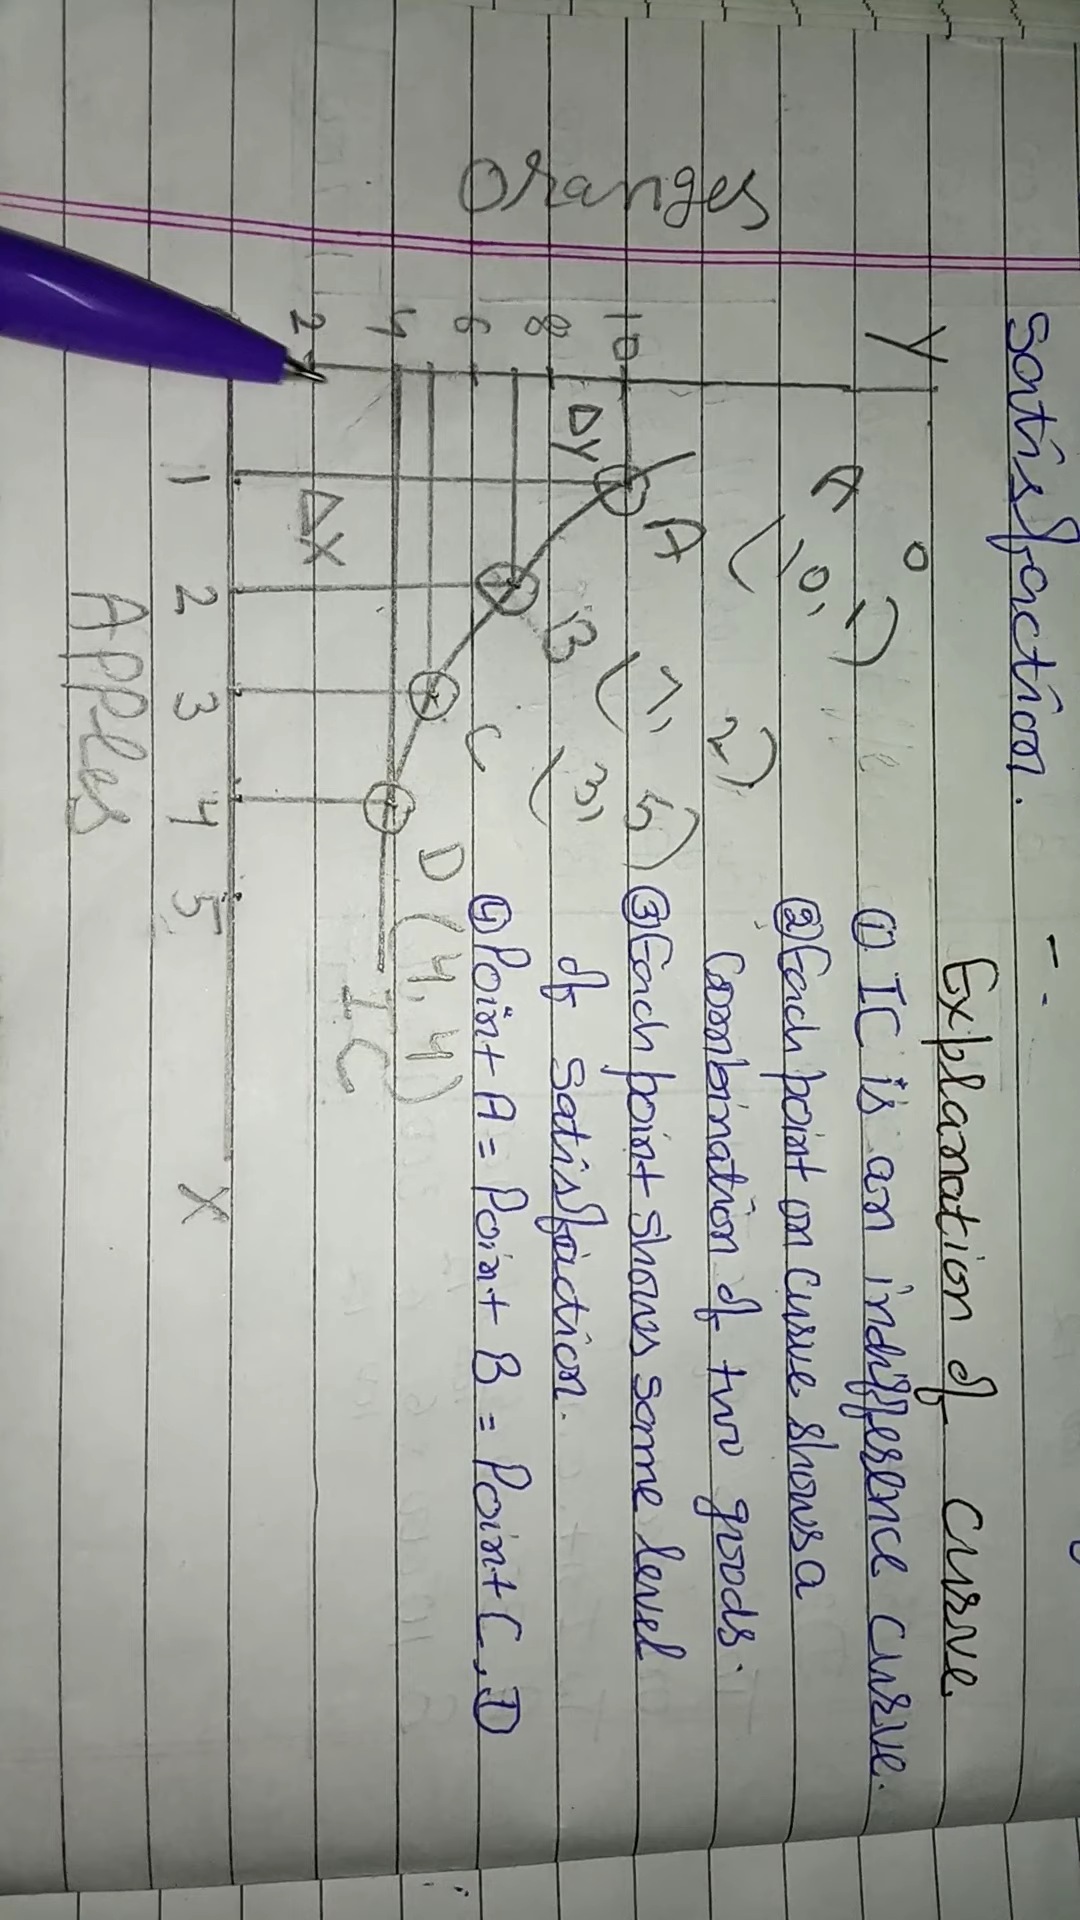 Satisfaction.
Explanation of curve.
Y
A
(10, 1)
① IC is an indifference curve.
② Each point on curve shows a
Combination of two goods.
③ Each point shows same level
of Satisfaction.
④ Point A = Point B = Point C, D
Oranges
10
8
6
4
2
ΔY
ΔX
A
B (7, 2)
C (3, 5)
D (4, 4)
IC
1 2 3 4 5 X
APPles